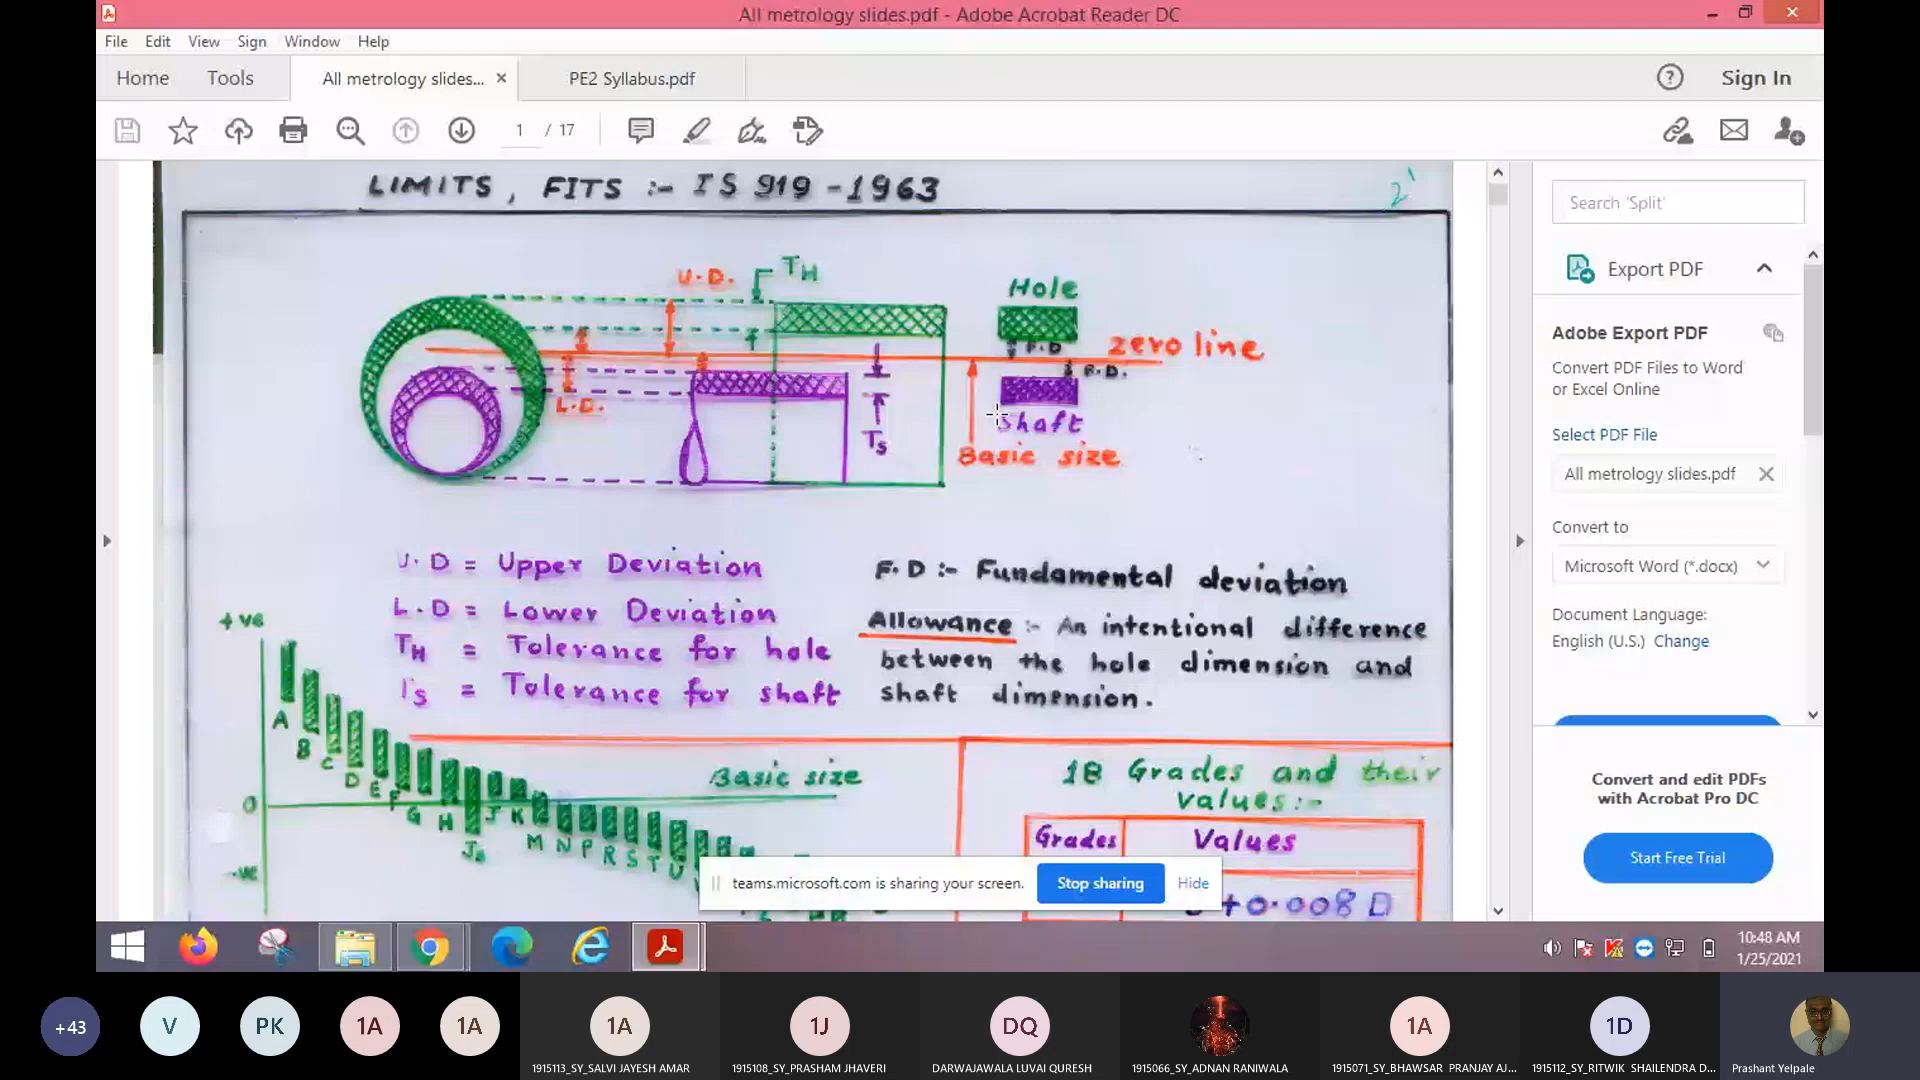 All metrology slides.pdf - Adobe Acrobat Reader DC
File Edit View Sign Window Help
Home Tools All metrology slides... × PE2 Syllabus.pdf Sign In
1 / 17
LIMITS, FITS :- IS 919-1963
2'
U.D. TH
Hole
F.D
zero line
F.D.
L.D.
Ts
Shaft
Basic size
U.D = Upper Deviation
L.D = Lower Deviation
TH = Tolerance for hole
Ts = Tolerance for shaft
F.D :- Fundamental deviation
Allowance :- An intentional difference
between the hole dimension and
shaft dimension.
+ve
A B C D E F G H Js J K M N P R S T U
0
-ve
Basic size
18 Grades and their
values:-
Grades Values
+0.008 D
Search 'Split'
Export PDF
Adobe Export PDF
Convert PDF Files to Word
or Excel Online
Select PDF File
All metrology slides.pdf
Convert to
Microsoft Word (*.docx)
Document Language:
English (U.S.) Change
Convert and edit PDFs
with Acrobat Pro DC
Start Free Trial
teams.microsoft.com is sharing your screen. Stop sharing Hide
10:48 AM
1/25/2021
+43 V PK 1A 1A 1A 1J DQ 1A 1D
1915113_SY_SALVI JAYESH AMAR
1915108_SY_PRASHAM JHAVERI
DARWAJAWALA LUVAI QURESH
1915066_SY_ADNAN RANIWALA
1915071_SY_BHAWSAR PRANJAY AJ...
1915112_SY_RITWIK SHAILENDRA D...
Prashant Yelpale